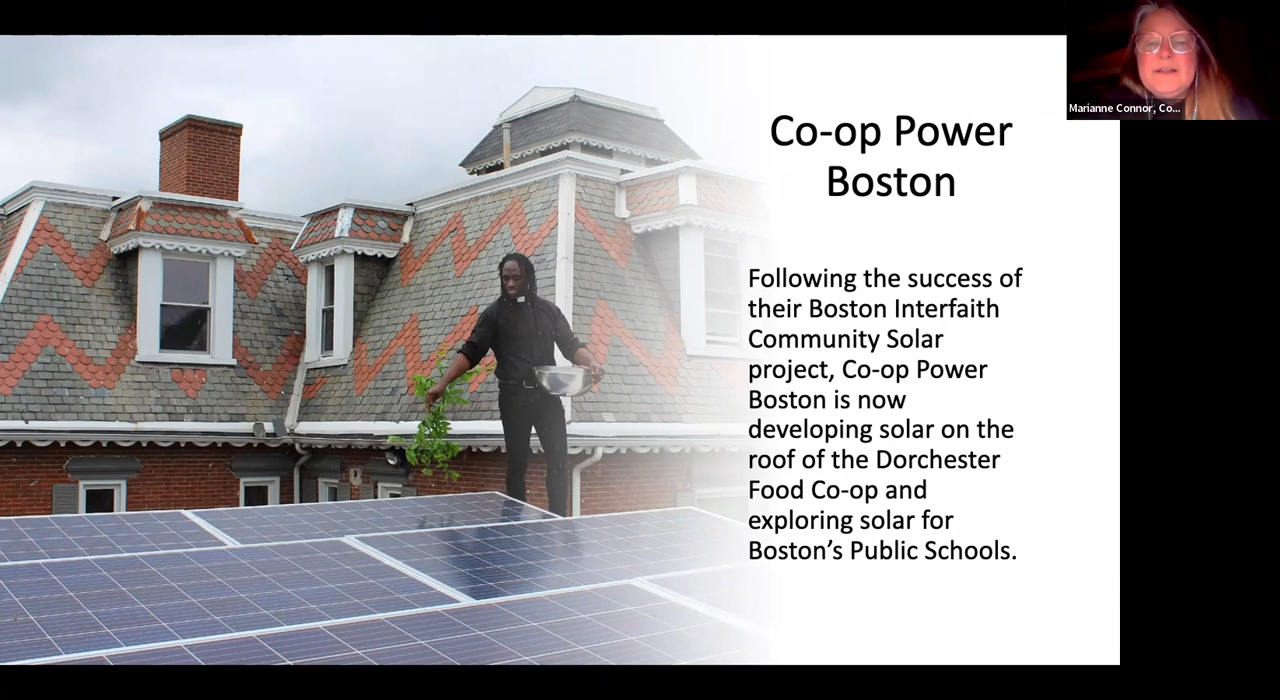 Marianne Connor, Co...
Co-op Power
Boston
Following the success of
their Boston Interfaith
Community Solar
project, Co-op Power
Boston is now
developing solar on the
roof of the Dorchester
Food Co-op and
exploring solar for
Boston’s Public Schools.